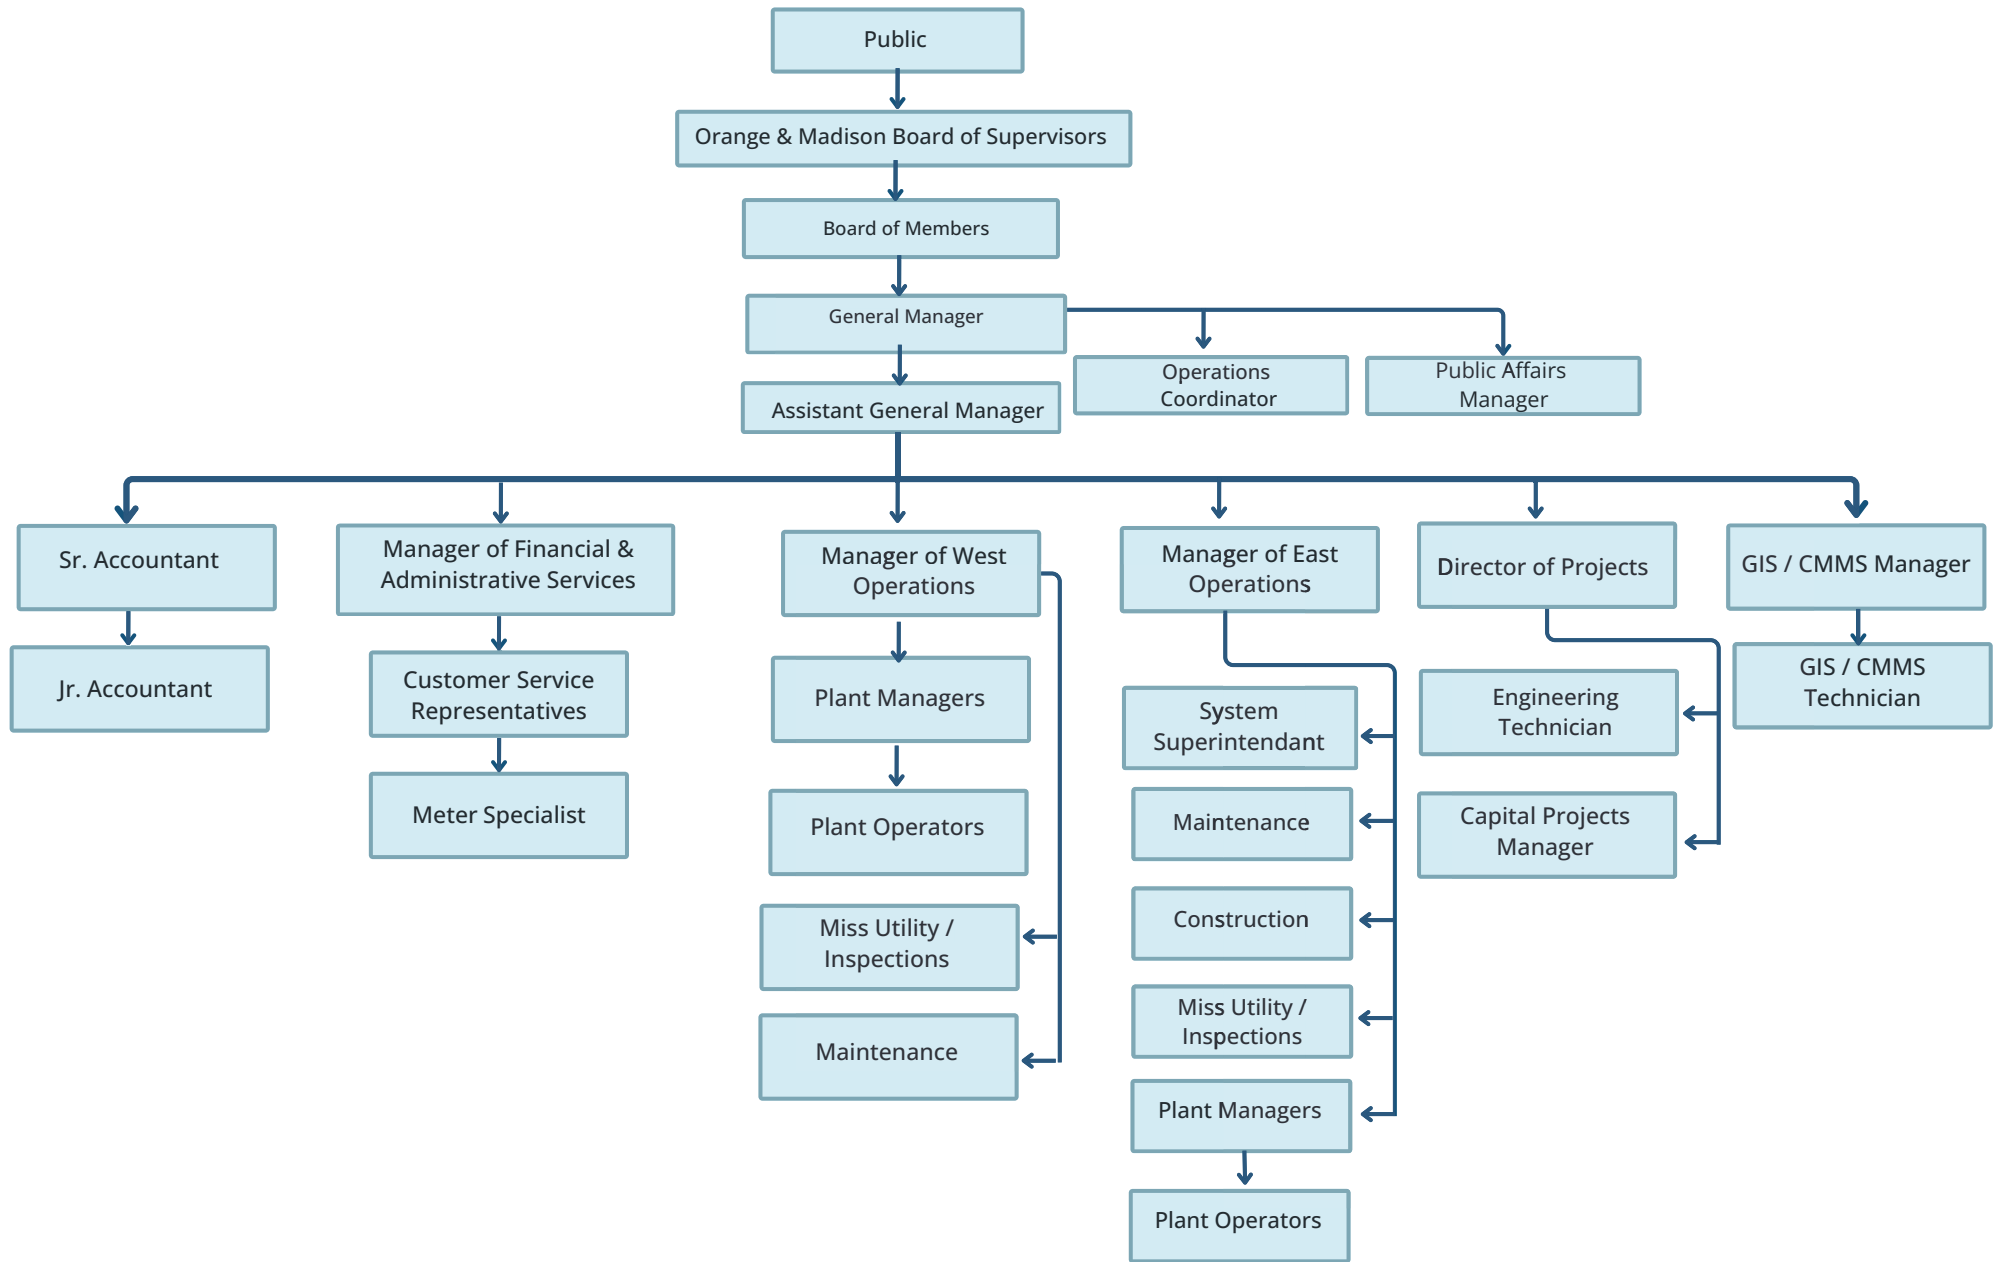 Public
Orange & Madison Board of Supervisors
Board of Members
General Manager
Operations
Coordinator
Public Affairs
Manager
Assistant General Manager
Sr. Accountant
Manager of Financial &
Administrative Services
Manager of West
Operations
Manager of East
Operations
Director of Projects
GIS / CMMS Manager
Jr. Accountant
Customer Service
Representatives
Meter Specialist
Plant Managers
Plant Operators
Miss Utility /
Inspections
Maintenance
System
Superintendant
Maintenance
Construction
Miss Utility /
Inspections
Plant Managers
Plant Operators
Engineering
Technician
Capital Projects
Manager
GIS / CMMS
Technician